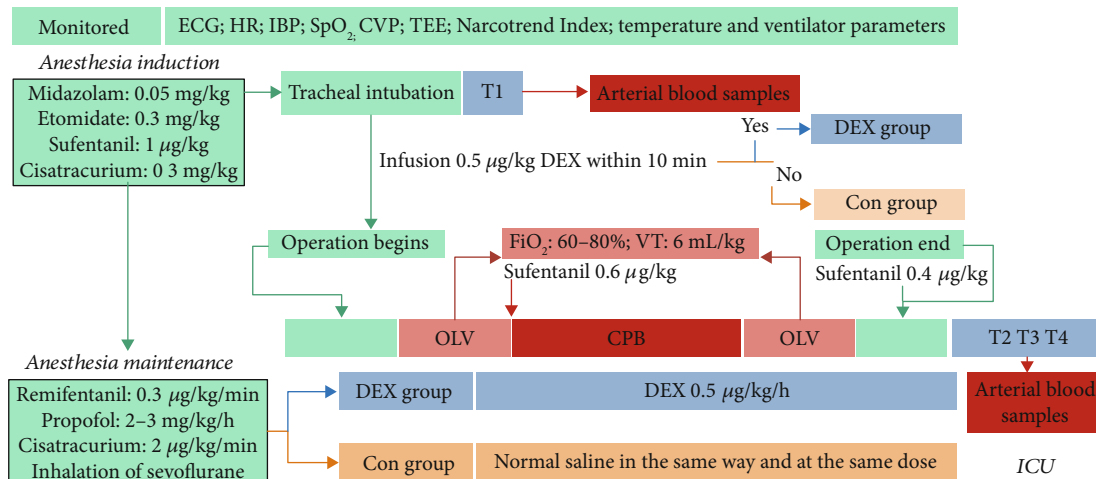 Monitored
ECG; HR; IBP; SpO₂; CVP; TEE; Narcotrend Index; temperature and ventilator parameters
Anesthesia induction
Midazolam: 0.05 mg/kg
Etomidate: 0.3 mg/kg
Sufentanil: 1 μg/kg
Cisatracurium: 0 3 mg/kg
Tracheal intubation
T1
Arterial blood samples
Infusion 0.5 μg/kg DEX within 10 min
Yes
DEX group
No
Con group
Operation begins
FiO₂: 60–80%; VT: 6 mL/kg
Sufentanil 0.6 μg/kg
Operation end
Sufentanil 0.4 μg/kg
OLV
CPB
OLV
T2 T3 T4
Arterial blood
samples
ICU
Anesthesia maintenance
Remifentanil: 0.3 μg/kg/min
Propofol: 2–3 mg/kg/h
Cisatracurium: 2 μg/kg/min
Inhalation of sevoflurane
DEX group
DEX 0.5 μg/kg/h
Con group
Normal saline in the same way and at the same dose